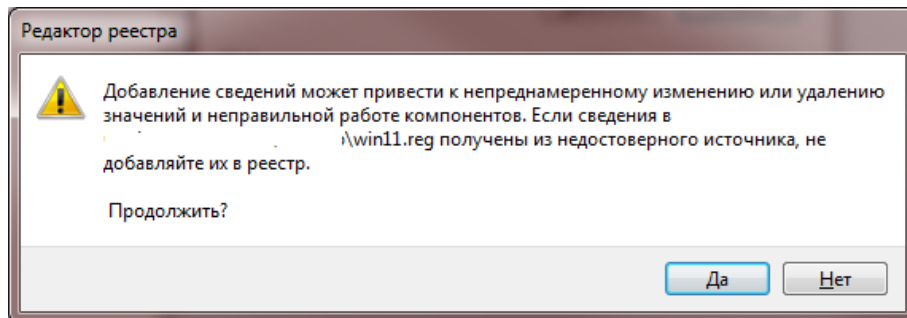 Редактор реестра
Добавление сведений может привести к непреднамеренному изменению или удалению
значений и неправильной работе компонентов. Если сведения в
\win11.reg получены из недостоверного источника, не
добавляйте их в реестр.
Продолжить?
Да
Нет